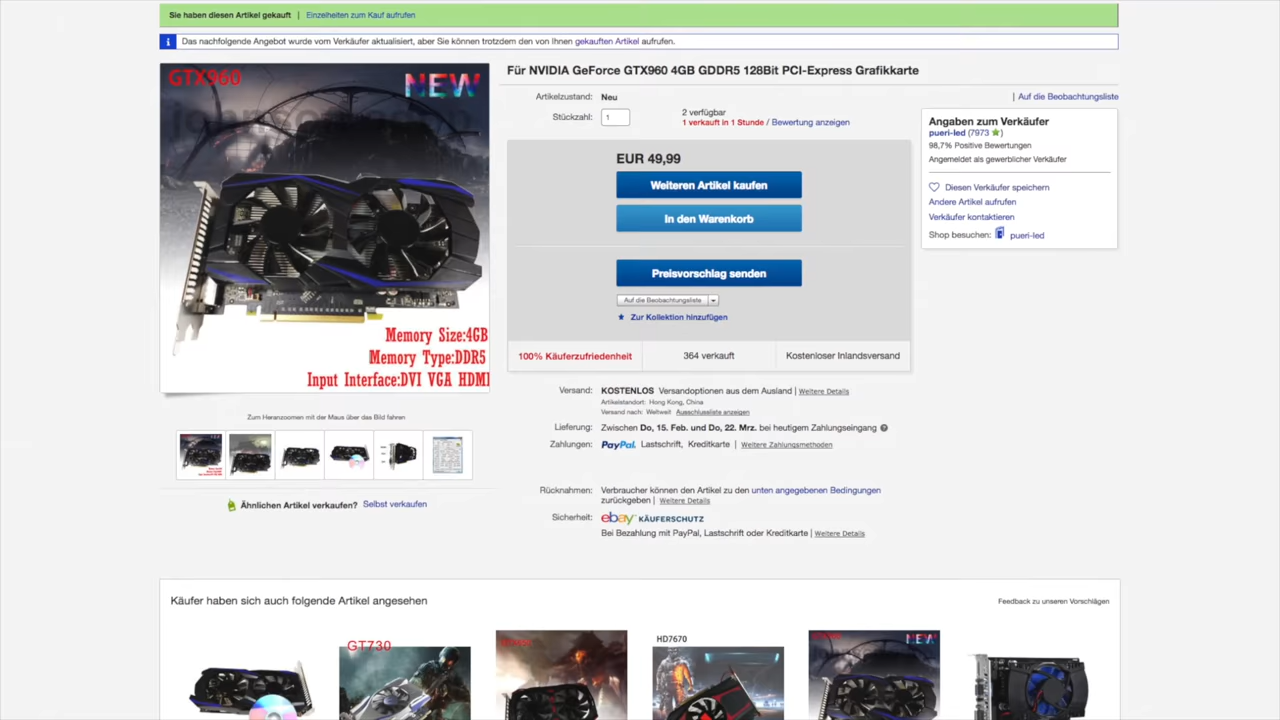 Sie haben diesen Artikel gekauft | Einzelheiten zum Kauf aufrufen
i Das nachfolgende Angebot wurde vom Verkäufer aktualisiert, aber Sie können trotzdem den von Ihnen gekauften Artikel aufrufen.
GTX960
NEW
Memory Size:4GB
Memory Type:DDR5
Input Interface:DVI VGA HDMI
Zum Heranzoomen mit der Maus über das Bild fahren
Ähnlichen Artikel verkaufen? Selbst verkaufen
Für NVIDIA GeForce GTX960 4GB GDDR5 128Bit PCI-Express Grafikkarte
Artikelzustand: Neu
| Auf die Beobachtungsliste
Stückzahl: 1
2 verfügbar
1 verkauft in 1 Stunde / Bewertung anzeigen
EUR 49,99
Weiteren Artikel kaufen
In den Warenkorb
Preisvorschlag senden
Auf die Beobachtungsliste
Zur Kollektion hinzufügen
100% Käuferzufriedenheit
364 verkauft
Kostenloser Inlandsversand
Versand: KOSTENLOS Versandoptionen aus dem Ausland | Weitere Details
Artikelstandort: Hong Kong, China
Versand nach: Weltweit Ausschlussliste anzeigen
Lieferung: Zwischen Do, 15. Feb. und Do, 22. Mrz. bei heutigem Zahlungseingang
Zahlungen: PayPal, Lastschrift, Kreditkarte | Weitere Zahlungsmethoden
Rücknahmen: Verbraucher können den Artikel zu den unten angegebenen Bedingungen
zurückgeben | Weitere Details
Sicherheit: ebay KÄUFERSCHUTZ
Bei Bezahlung mit PayPal, Lastschrift oder Kreditkarte | Weitere Details
Angaben zum Verkäufer
pueri-led (7973)
98,7% Positive Bewertungen
Angemeldet als gewerblicher Verkäufer
Diesen Verkäufer speichern
Andere Artikel aufrufen
Verkäufer kontaktieren
Shop besuchen: pueri-led
Käufer haben sich auch folgende Artikel angesehen
Feedback zu unseren Vorschlägen
GT730
HD7670
NEW